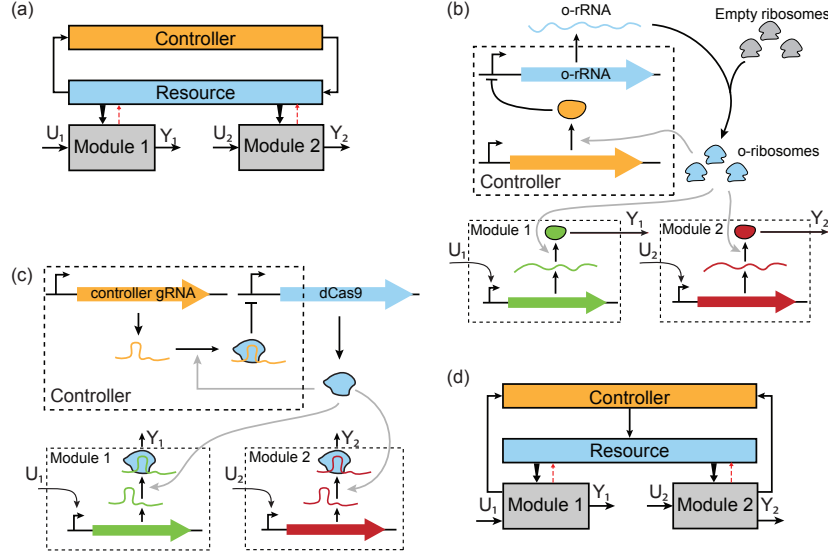 (a)
Controller
Resource
U1
Module 1
Y1
U2
Module 2
Y2
(b)
o-rRNA
Empty ribosomes
o-rRNA
Controller
o-ribosomes
Module 1
Y1
U1
Module 2
Y2
U2
(c)
controller gRNA
dCas9
Controller
Module 1
Y1
U1
Module 2
Y2
U2
(d)
Controller
Resource
U1
Module 1
Y1
U2
Module 2
Y2